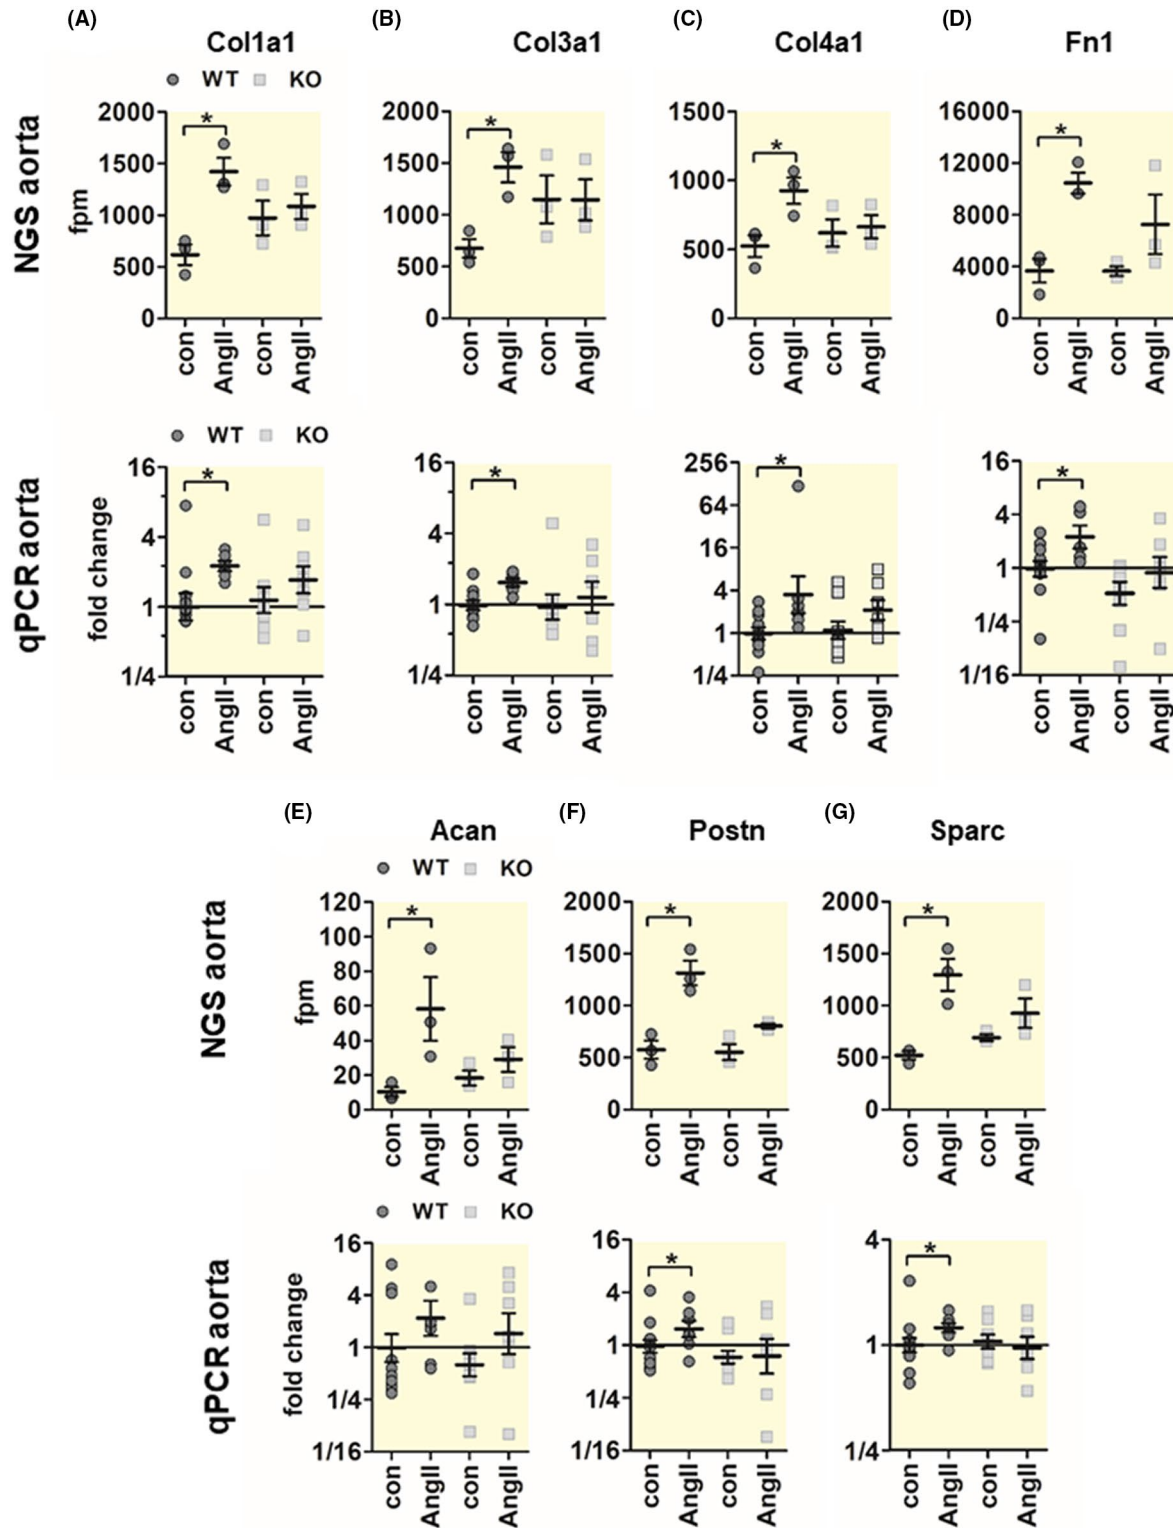 (A) (B) (C) (D)
Col1a1 Col3a1 Col4a1 Fn1
WT KO
NGS aorta
fpm
2000 1500 1000 500 0
*
con AngII con AngII
2000 1500 1000 500 0
*
con AngII con AngII
1500 1000 500 0
*
con AngII con AngII
16000 12000 8000 4000 0
*
con AngII con AngII
WT KO
qPCR aorta
fold change
16 4 1 1/4
*
con AngII con AngII
16 4 1 1/4
*
con AngII con AngII
256 64 16 4 1 1/4
*
con AngII con AngII
16 4 1 1/4 1/16
*
con AngII con AngII
(E) (F) (G)
Acan Postn Sparc
WT KO
NGS aorta
fpm
120 100 80 60 40 20 0
*
con AngII con AngII
2000 1500 1000 500 0
*
con AngII con AngII
2000 1500 1000 500 0
*
con AngII con AngII
WT KO
qPCR aorta
fold change
16 4 1 1/4 1/16
con AngII con AngII
16 4 1 1/4 1/16
*
con AngII con AngII
4 1 1/4
*
con AngII con AngII